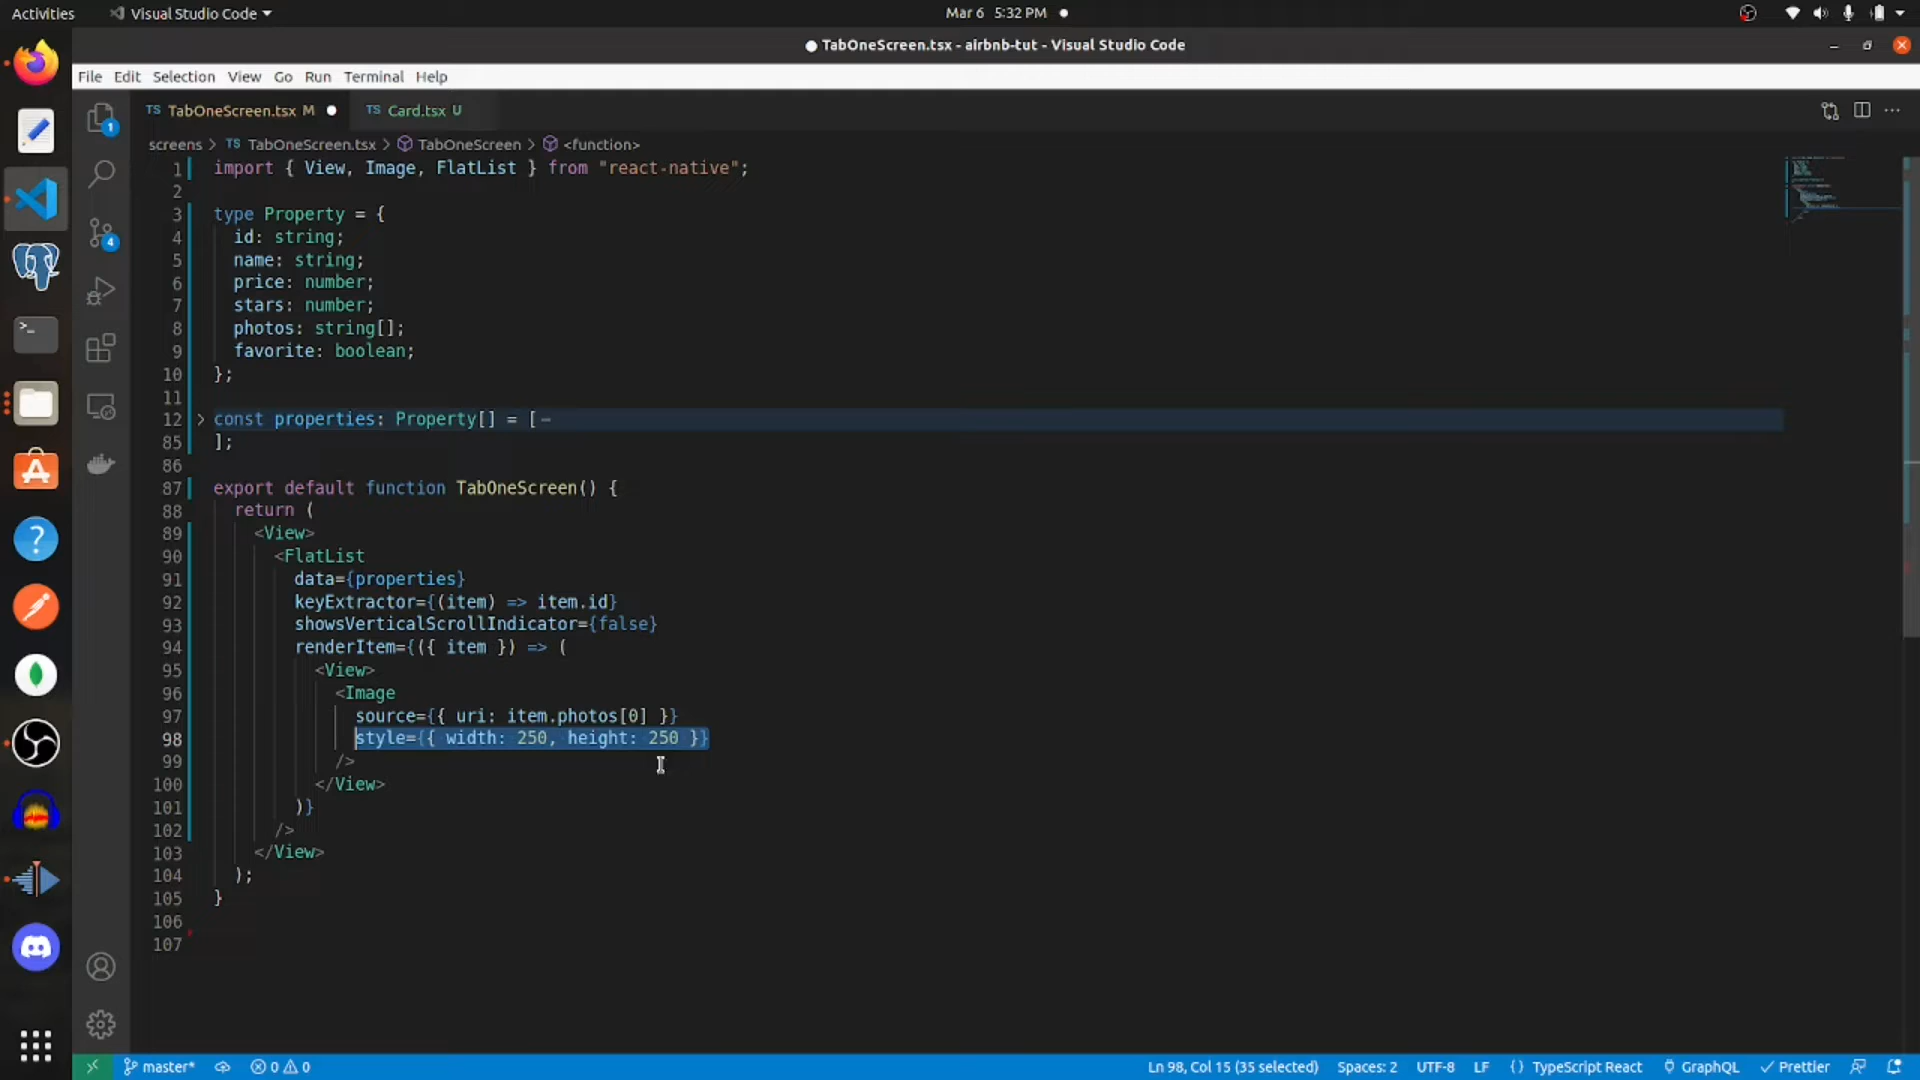 Activities
Visual Studio Code
Mar 6 5:32 PM
TabOneScreen.tsx - airbnb-tut - Visual Studio Code
File Edit Selection View Go Run Terminal Help
TS TabOneScreen.tsx M
TS Card.tsx U
screens > TS TabOneScreen.tsx > TabOneScreen > <function>
1 import { View, Image, FlatList } from "react-native";
2
3 type Property = {
4 id: string;
5 name: string;
6 price: number;
7 stars: number;
8 photos: string[];
9 favorite: boolean;
10 };
11
12 const properties: Property[] = [
85 ];
86
87 export default function TabOneScreen() {
88 return (
89 <View>
90 <FlatList
91 data={properties}
92 keyExtractor={(item) => item.id}
93 showsVerticalScrollIndicator={false}
94 renderItem={({ item }) => (
95 <View>
96 <Image
97 source={{ uri: item.photos[0] }}
98 style={{ width: 250, height: 250 }}
99 />
100 </View>
101 )}
102 />
103 </View>
104 );
105 }
106
107
1
4
master* 0 0 Ln 98, Col 15 (35 selected) Spaces: 2 UTF-8 LF {} TypeScript React GraphQL Prettier